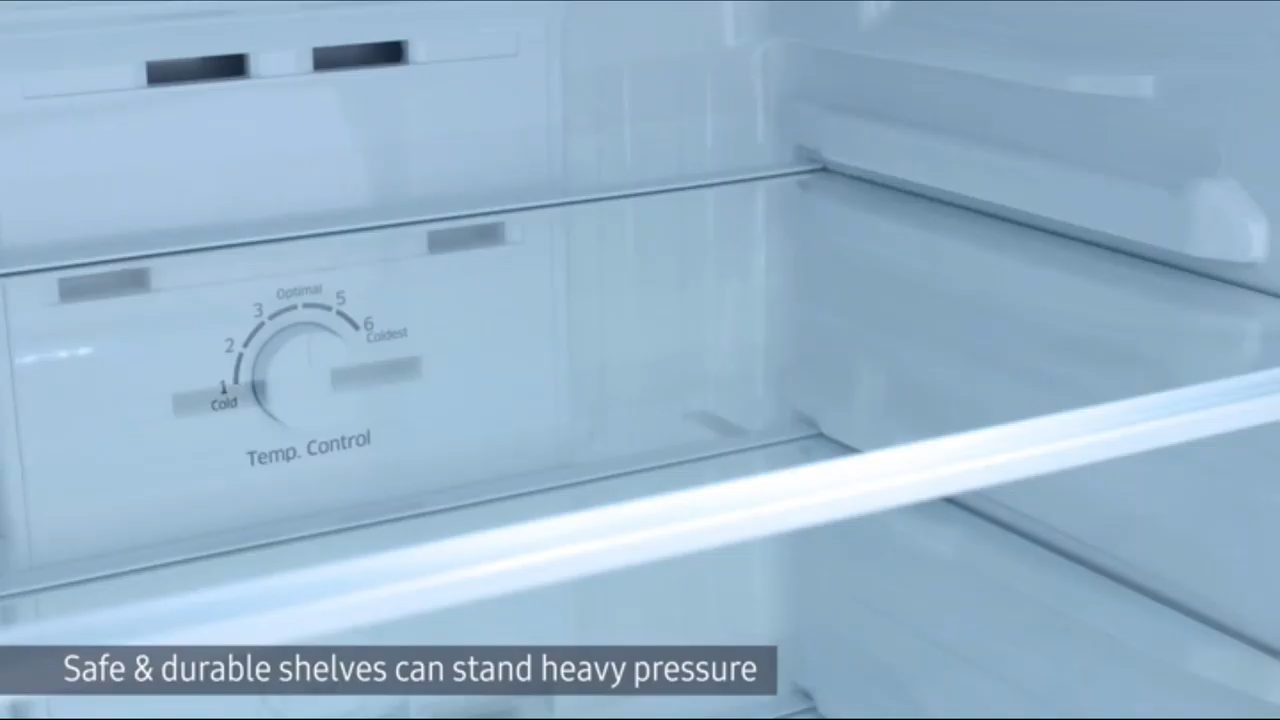 Optimal
3
5
2
6
Coldest
1
Cold
Temp. Control
Safe & durable shelves can stand heavy pressure